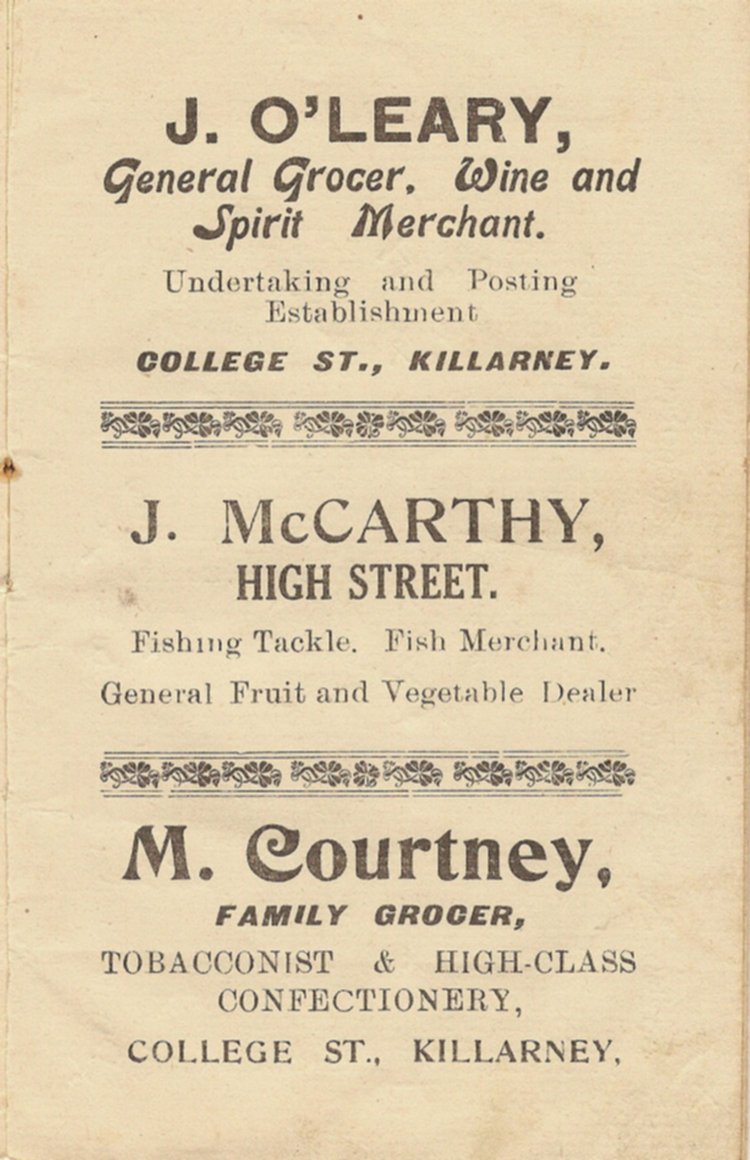 J. O'LEARY,
General Grocer, Wine and
Spirit Merchant.
Undertaking and Posting
Establishment
COLLEGE ST., KILLARNEY.
J. McCARTHY,
HIGH STREET.
Fishing Tackle. Fish Merchant.
General Fruit and Vegetable Dealer
M. Courtney,
FAMILY GROCER,
TOBACCONIST & HIGH-CLASS
CONFECTIONERY,
COLLEGE ST., KILLARNEY,